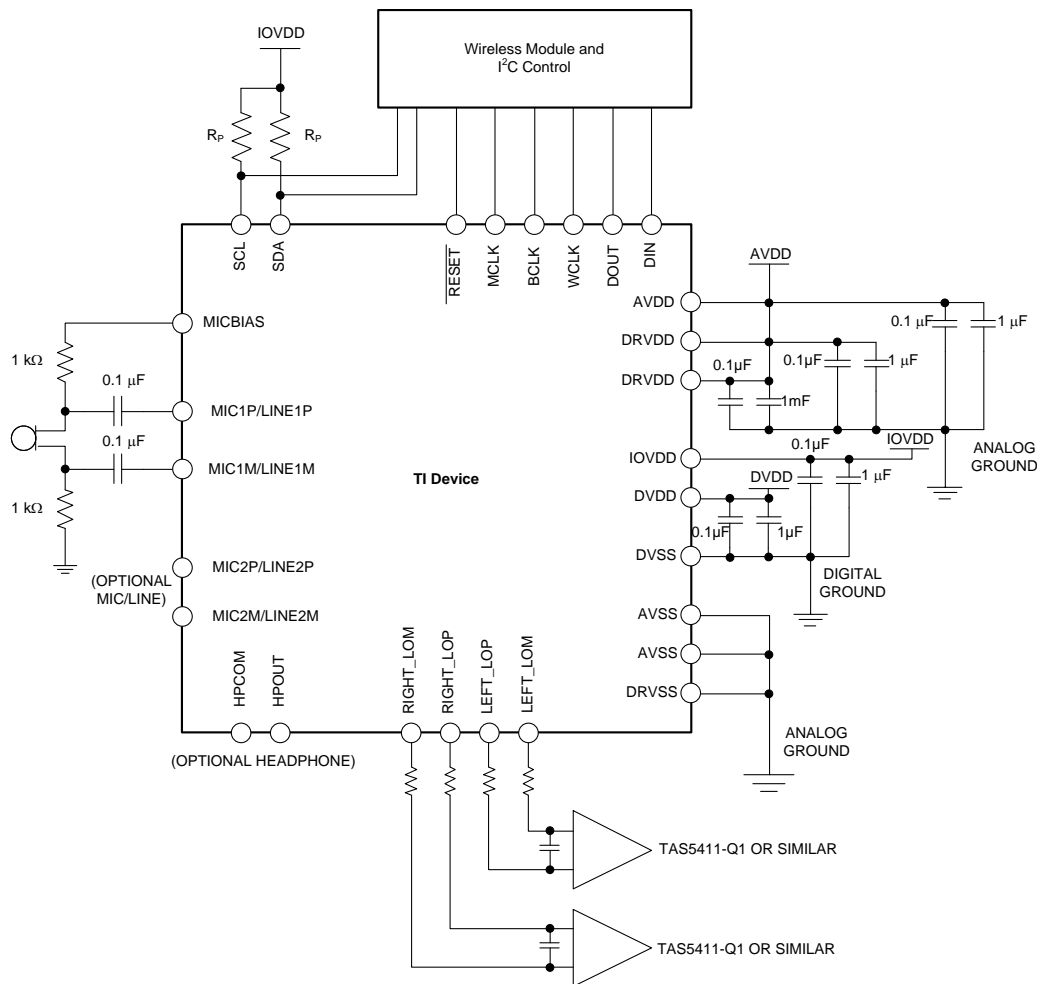 IOVDD
Wireless Module and
I²C Control
Rₚ
Rₚ
SCL
SDA
RESET
MCLK
BCLK
WCLK
DOUT
DIN
AVDD
MICBIAS
AVDD
0.1 µF
1 µF
1 kΩ
DRVDD
0.1µF
1 µF
0.1 µF
DRVDD
0.1µF
1mF
MIC1P/LINE1P
0.1 µF
IOVDD
0.1µF
IOVDD
ANALOG
GROUND
MIC1M/LINE1M
TI Device
1 µF
DVDD
DVDD
1 kΩ
0.1µF
1µF
DVSS
MIC2P/LINE2P
(OPTIONAL
MIC/LINE)
DIGITAL
GROUND
MIC2M/LINE2M
AVSS
AVSS
DRVSS
HPCOM
HPOUT
RIGHT_LOM
RIGHT_LOP
LEFT_LOP
LEFT_LOM
(OPTIONAL HEADPHONE)
ANALOG
GROUND
TAS5411-Q1 OR SIMILAR
TAS5411-Q1 OR SIMILAR